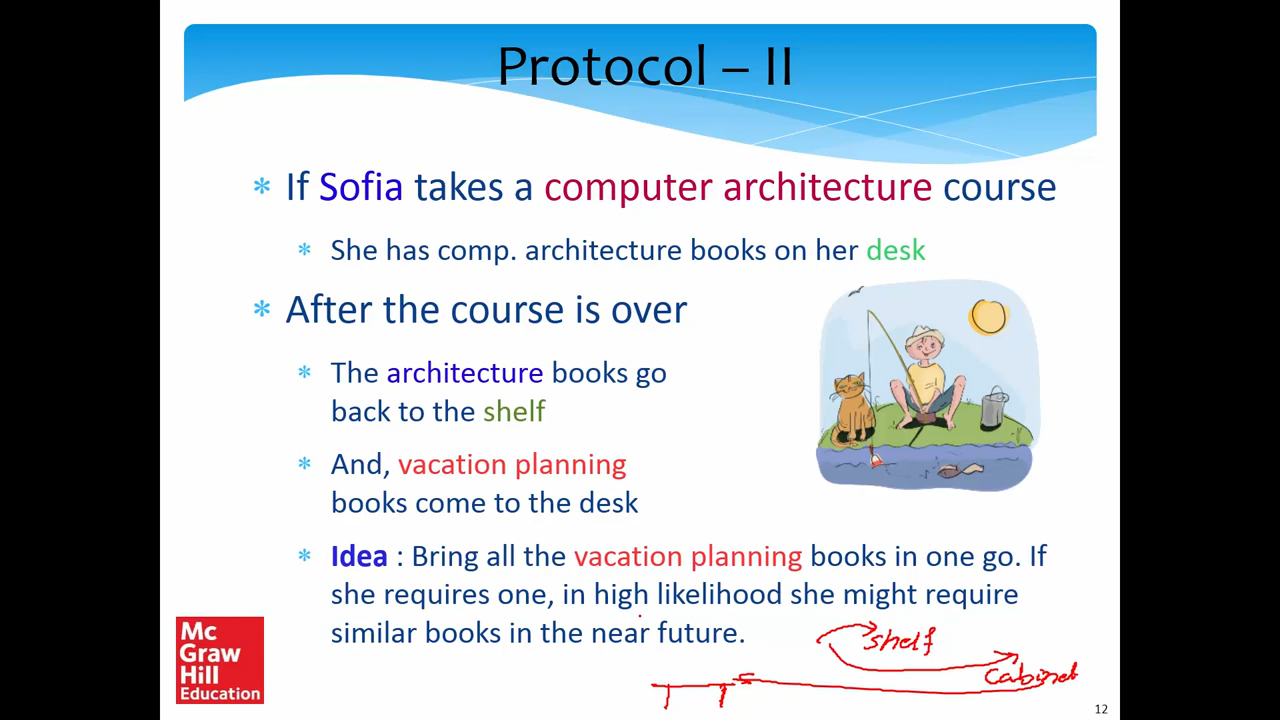 Protocol – II
* If Sofia takes a computer architecture course
* She has comp. architecture books on her desk
* After the course is over
* The architecture books go
back to the shelf
* And, vacation planning
books come to the desk
* Idea : Bring all the vacation planning books in one go. If
she requires one, in high likelihood she might require
similar books in the near future.
shelf
cabinet
Mc
Graw
Hill
Education
12